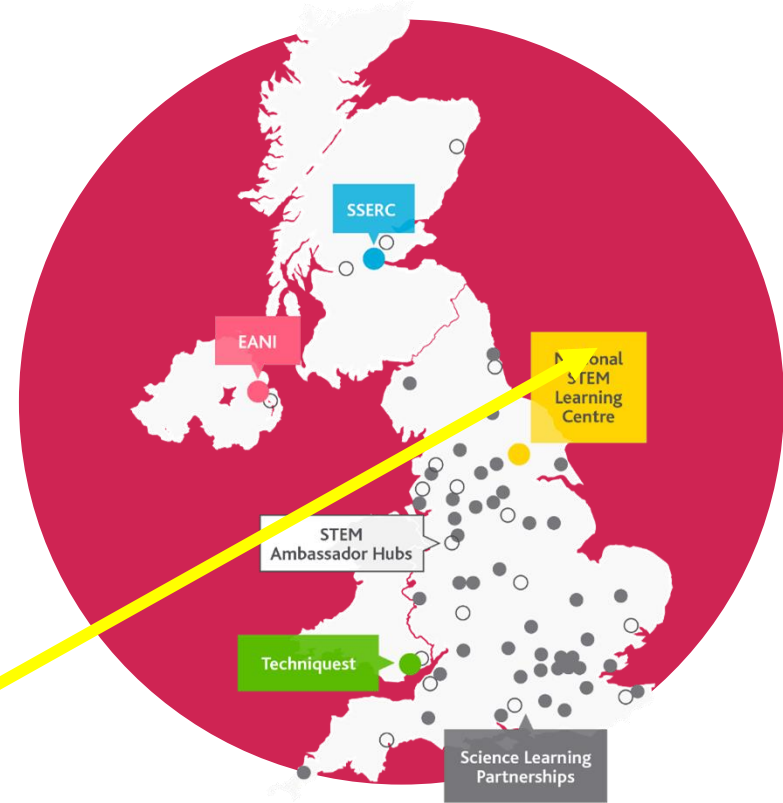 SSERC
EANI
National
STEM
Learning
Centre
STEM
Ambassador Hubs
Techniquest
Science Learning
Partnerships